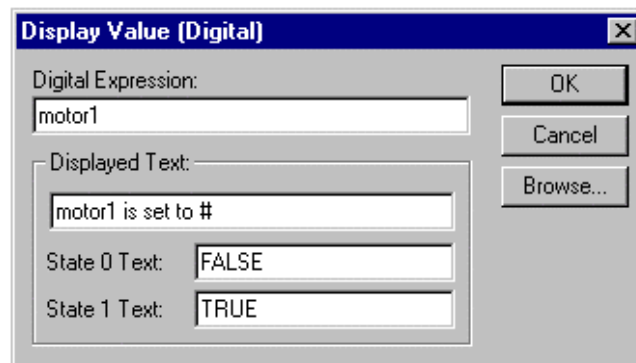 Display Value (Digital)
Digital Expression:
motor1
OK
Cancel
Browse...
Displayed Text:
motor1 is set to #
State 0 Text: FALSE
State 1 Text: TRUE